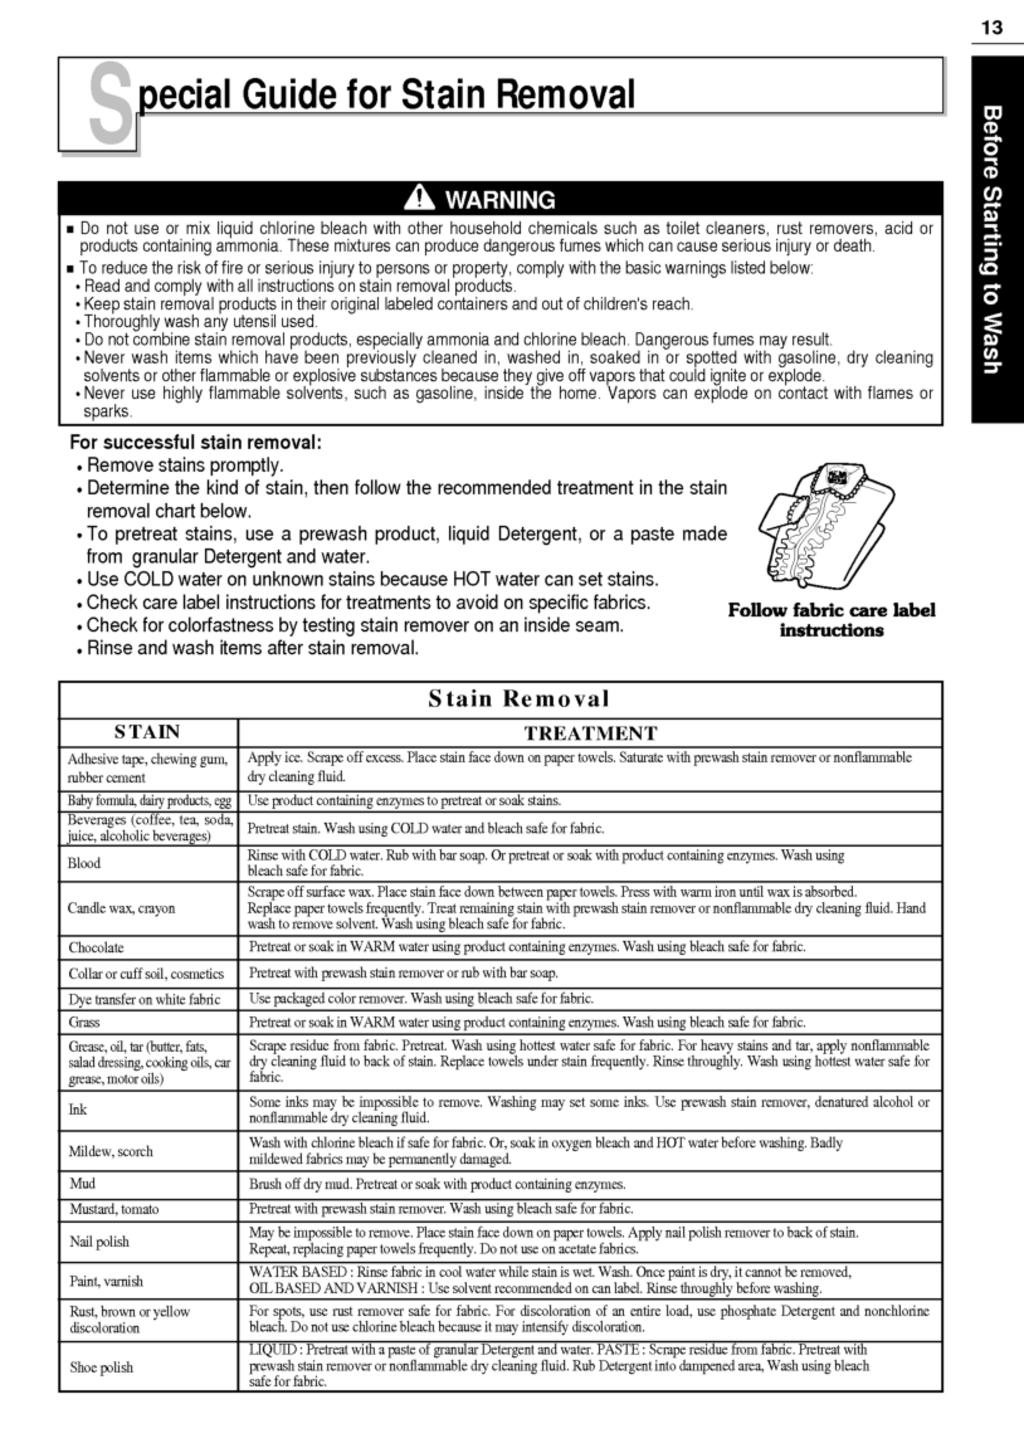 13
Special Guide for Stain Removal
Before Starting to Wash
WARNING
■ Do not use or mix liquid chlorine bleach with other household chemicals such as toilet cleaners, rust removers, acid or
products containing ammonia. These mixtures can produce dangerous fumes which can cause serious injury or death.
■ To reduce the risk of fire or serious injury to persons or property, comply with the basic warnings listed below:
• Read and comply with all instructions on stain removal products.
• Keep stain removal products in their original labeled containers and out of children's reach.
• Thoroughly wash any utensil used.
• Do not combine stain removal products, especially ammonia and chlorine bleach. Dangerous fumes may result.
• Never wash items which have been previously cleaned in, washed in, soaked in or spotted with gasoline, dry cleaning
solvents or other flammable or explosive substances because they give off vapors that could ignite or explode.
• Never use highly flammable solvents, such as gasoline, inside the home. Vapors can explode on contact with flames or
sparks.
For successful stain removal:
• Remove stains promptly.
• Determine the kind of stain, then follow the recommended treatment in the stain
removal chart below.
• To pretreat stains, use a prewash product, liquid Detergent, or a paste made
from granular Detergent and water.
• Use COLD water on unknown stains because HOT water can set stains.
• Check care label instructions for treatments to avoid on specific fabrics.
• Check for colorfastness by testing stain remover on an inside seam.
• Rinse and wash items after stain removal.
Follow fabric care label
instructions
Stain Removal
STAIN
TREATMENT
Adhesive tape, chewing gum,
rubber cement
Apply ice. Scrape off excess. Place stain face down on paper towels. Saturate with prewash stain remover or nonflammable
dry cleaning fluid.
Baby formula, dairy products, egg
Use product containing enzymes to pretreat or soak stains.
Beverages (coffee, tea, soda,
juice, alcoholic beverages)
Pretreat stain. Wash using COLD water and bleach safe for fabric.
Blood
Rinse with COLD water. Rub with bar soap. Or pretreat or soak with product containing enzymes. Wash using
bleach safe for fabric.
Candle wax, crayon
Scrape off surface wax. Place stain face down between paper towels. Press with warm iron until wax is absorbed.
Replace paper towels frequently. Treat remaining stain with prewash stain remover or nonflammable dry cleaning fluid. Hand
wash to remove solvent. Wash using bleach safe for fabric.
Chocolate
Pretreat or soak in WARM water using product containing enzymes. Wash using bleach safe for fabric.
Collar or cuff soil, cosmetics
Pretreat with prewash stain remover or rub with bar soap.
Dye transfer on white fabric
Use packaged color remover. Wash using bleach safe for fabric.
Grass
Pretreat or soak in WARM water using product containing enzymes. Wash using bleach safe for fabric.
Grease, oil, tar (butter, fats,
salad dressing, cooking oils, car
grease, motor oils)
Scrape residue from fabric. Pretreat. Wash using hottest water safe for fabric. For heavy stains and tar, apply nonflammable
dry cleaning fluid to back of stain. Replace towels under stain frequently. Rinse throughly. Wash using hottest water safe for
fabric.
Ink
Some inks may be impossible to remove. Washing may set some inks. Use prewash stain remover, denatured alcohol or
nonflammable dry cleaning fluid.
Mildew, scorch
Wash with chlorine bleach if safe for fabric. Or, soak in oxygen bleach and HOT water before washing. Badly
mildewed fabrics may be permanently damaged.
Mud
Brush off dry mud. Pretreat or soak with product containing enzymes.
Mustard, tomato
Pretreat with prewash stain remover. Wash using bleach safe for fabric.
Nail polish
May be impossible to remove. Place stain face down on paper towels. Apply nail polish remover to back of stain.
Repeat, replacing paper towels frequently. Do not use on acetate fabrics.
Paint, varnish
WATER BASED : Rinse fabric in cool water while stain is wet. Wash. Once paint is dry, it cannot be removed,
OIL BASED AND VARNISH : Use solvent recommended on can label. Rinse throughly before washing.
Rust, brown or yellow
discoloration
For spots, use rust remover safe for fabric. For discoloration of an entire load, use phosphate Detergent and nonchlorine
bleach. Do not use chlorine bleach because it may intensify discoloration.
Shoe polish
LIQUID : Pretreat with a paste of granular Detergent and water. PASTE : Scrape residue from fabric. Pretreat with
prewash stain remover or nonflammable dry cleaning fluid. Rub Detergent into dampened area, Wash using bleach
safe for fabric.